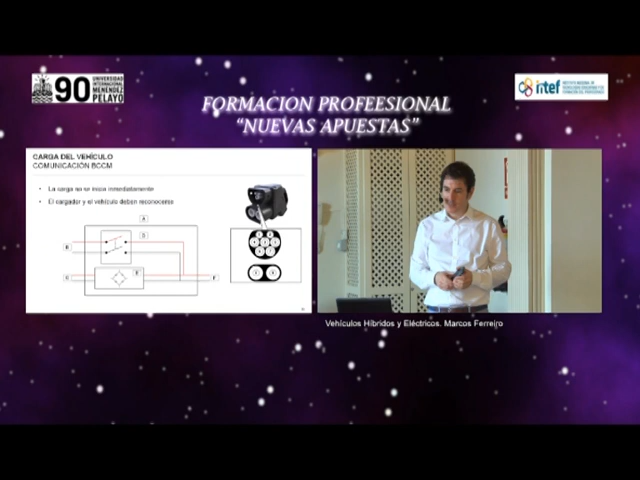 90
UNIVERSIDAD
INTERNACIONAL
MENENDEZ
PELAYO
intef
FORMACION PROFEESIONAL
“NUEVAS APUESTAS”
CARGA DEL VEHÍCULO
COMUNICACIÓN BCCM
• La carga no se inicia inmediatamente
• El cargador y el vehículo deben reconocerse
A
D
B
E
C
F
Vehículos Híbridos y Eléctricos. Marcos Ferreiro